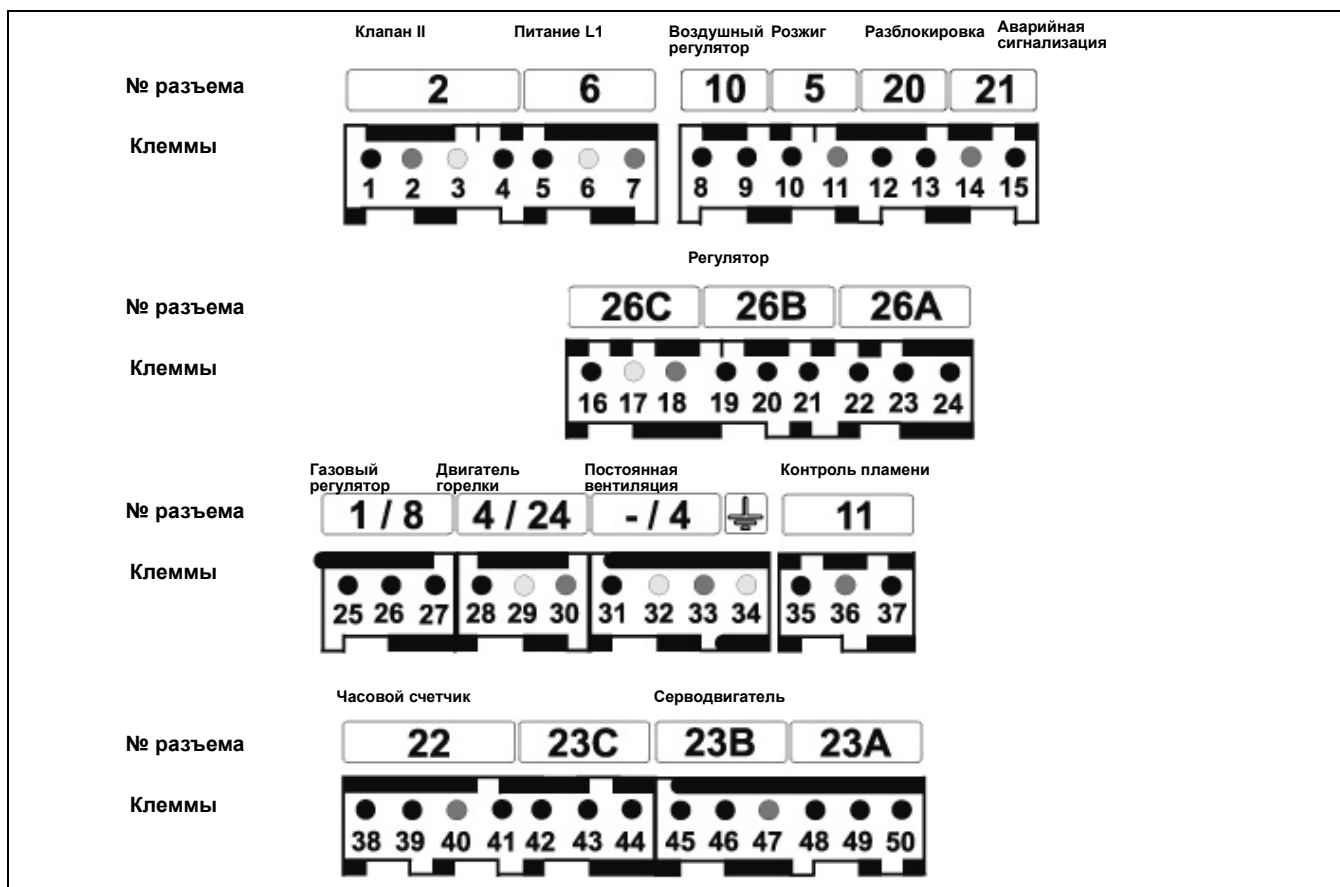 Клапан II Питание L1 Воздушный регулятор Розжиг Разблокировка Аварийная сигнализация
№ разъема 2 6 10 5 20 21
Клеммы
1 2 3 4 5 6 7 8 9 10 11 12 13 14 15
Регулятор
№ разъема 26C 26B 26A
Клеммы
16 17 18 19 20 21 22 23 24
Газовый регулятор Двигатель горелки Постоянная вентиляция Контроль пламени
№ разъема 1 / 8 4 / 24 - / 4 11
Клеммы
25 26 27 28 29 30 31 32 33 34 35 36 37
Часовой счетчик Серводвигатель
№ разъема 22 23C 23B 23A
Клеммы
38 39 40 41 42 43 44 45 46 47 48 49 50